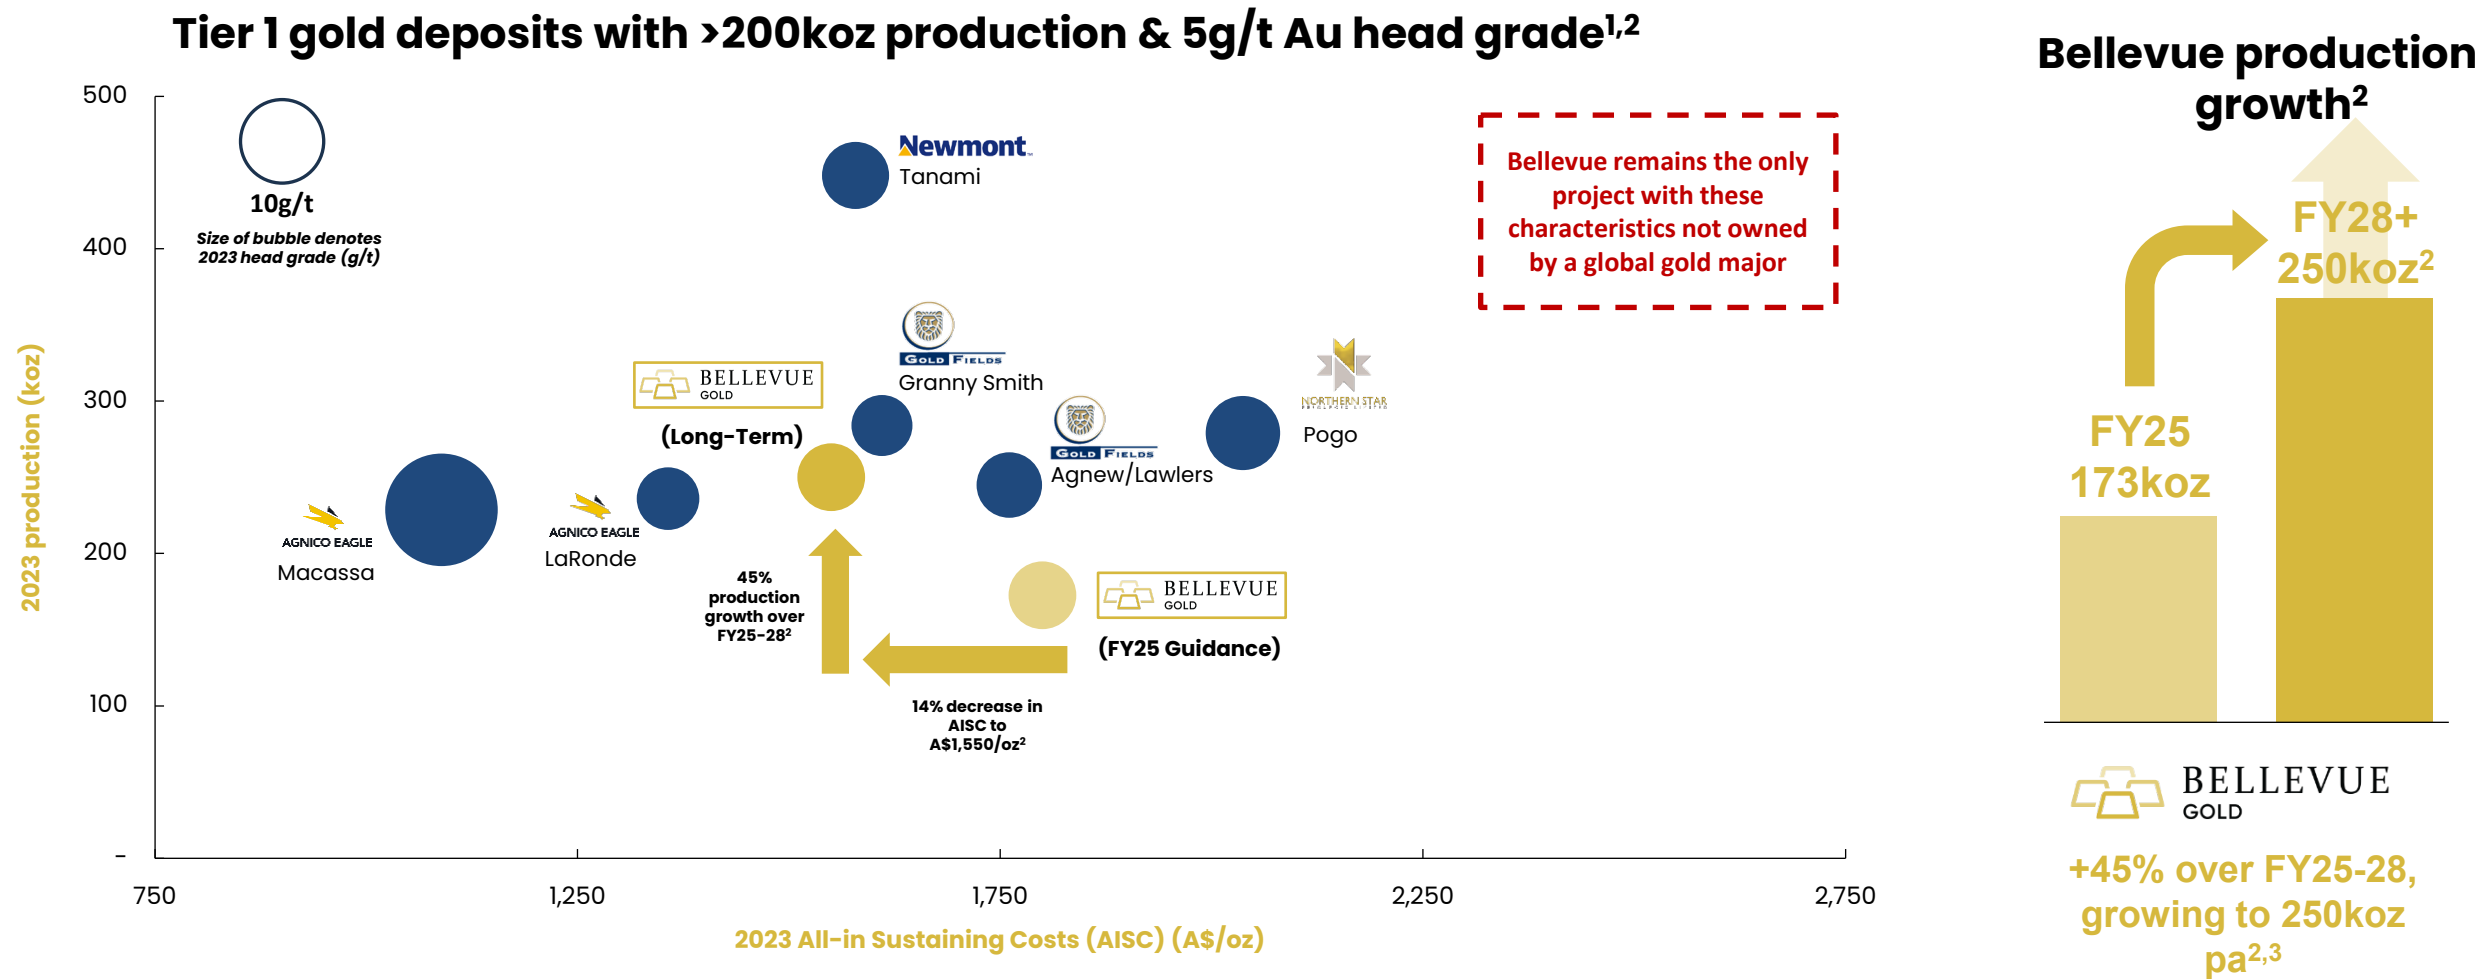 Tier 1 gold deposits with >200koz production & 5g/t Au head grade1,2
500
400
300
200
100
–
2023 production (koz)
10g/t
Size of bubble denotes
2023 head grade (g/t)
Newmont
Tanami
Bellevue remains the only
project with these
characteristics not owned
by a global gold major
GOLD FIELDS
Granny Smith
BELLEVUE
GOLD
(Long-Term)
GOLD FIELDS
Agnew/Lawlers
NORTHERN STAR
RESOURCES LIMITED
Pogo
AGNICO EAGLE
Macassa
AGNICO EAGLE
LaRonde
45%
production
growth over
FY25-282
BELLEVUE
GOLD
(FY25 Guidance)
14% decrease in
AISC to
A$1,550/oz2
750
1,250
1,750
2,250
2,750
2023 All-in Sustaining Costs (AISC) (A$/oz)
Bellevue production
growth2
FY28+
250koz2
FY25
173koz
BELLEVUE
GOLD
+45% over FY25-28,
growing to 250koz
pa2,3